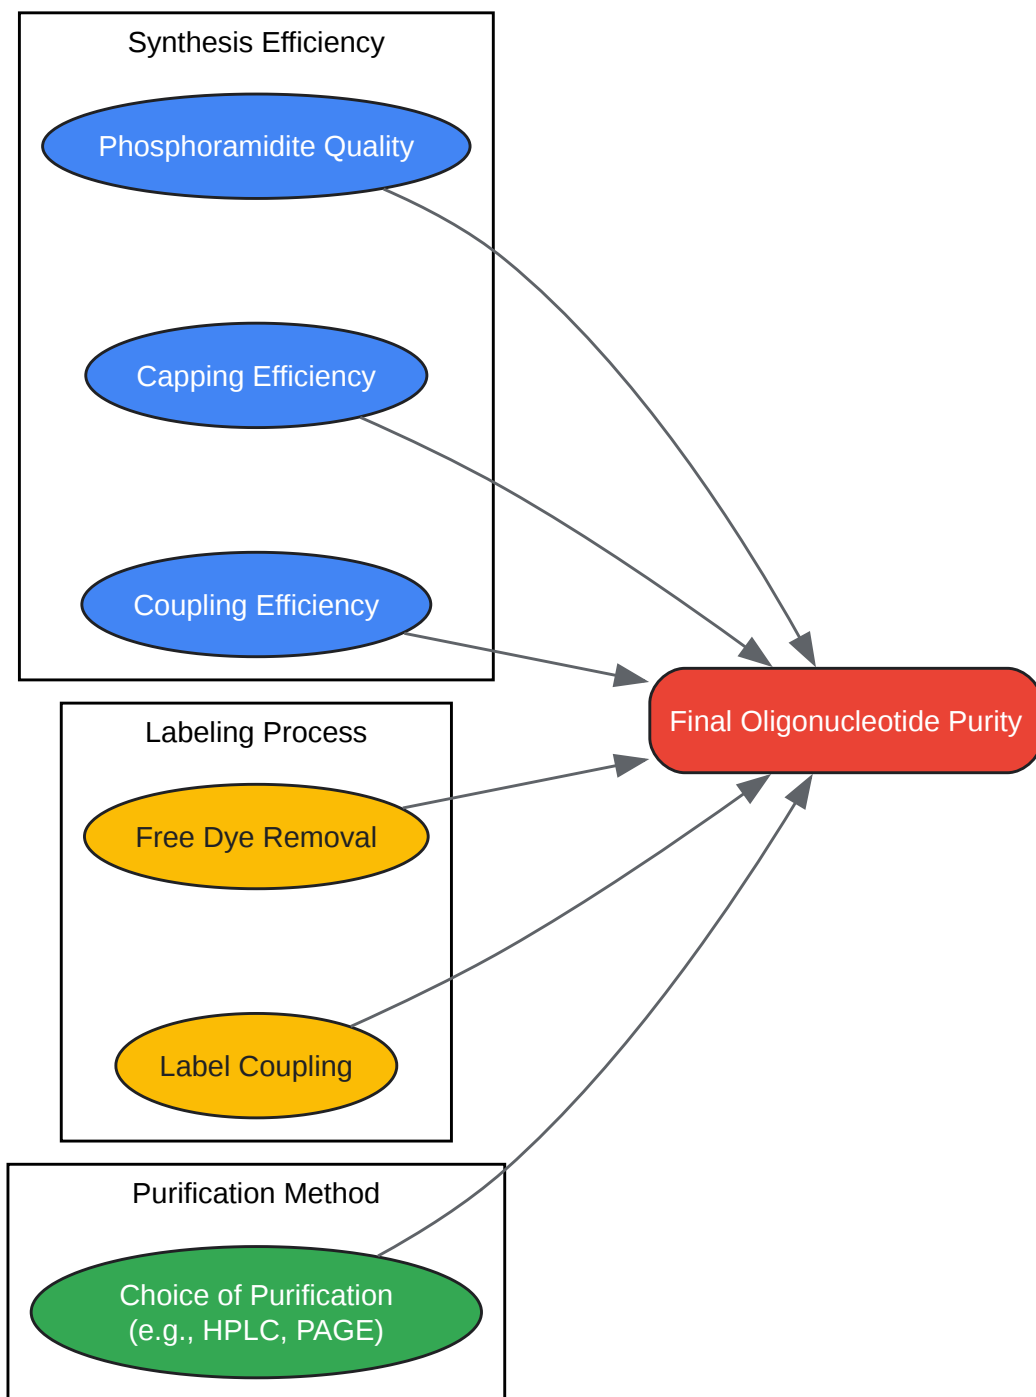 Synthesis Efficiency
Phosphoramidite Quality
Capping Efficiency
Coupling Efficiency
Final Oligonucleotide Purity
Labeling Process
Free Dye Removal
Label Coupling
Purification Method
Choice of Purification
(e.g., HPLC, PAGE)